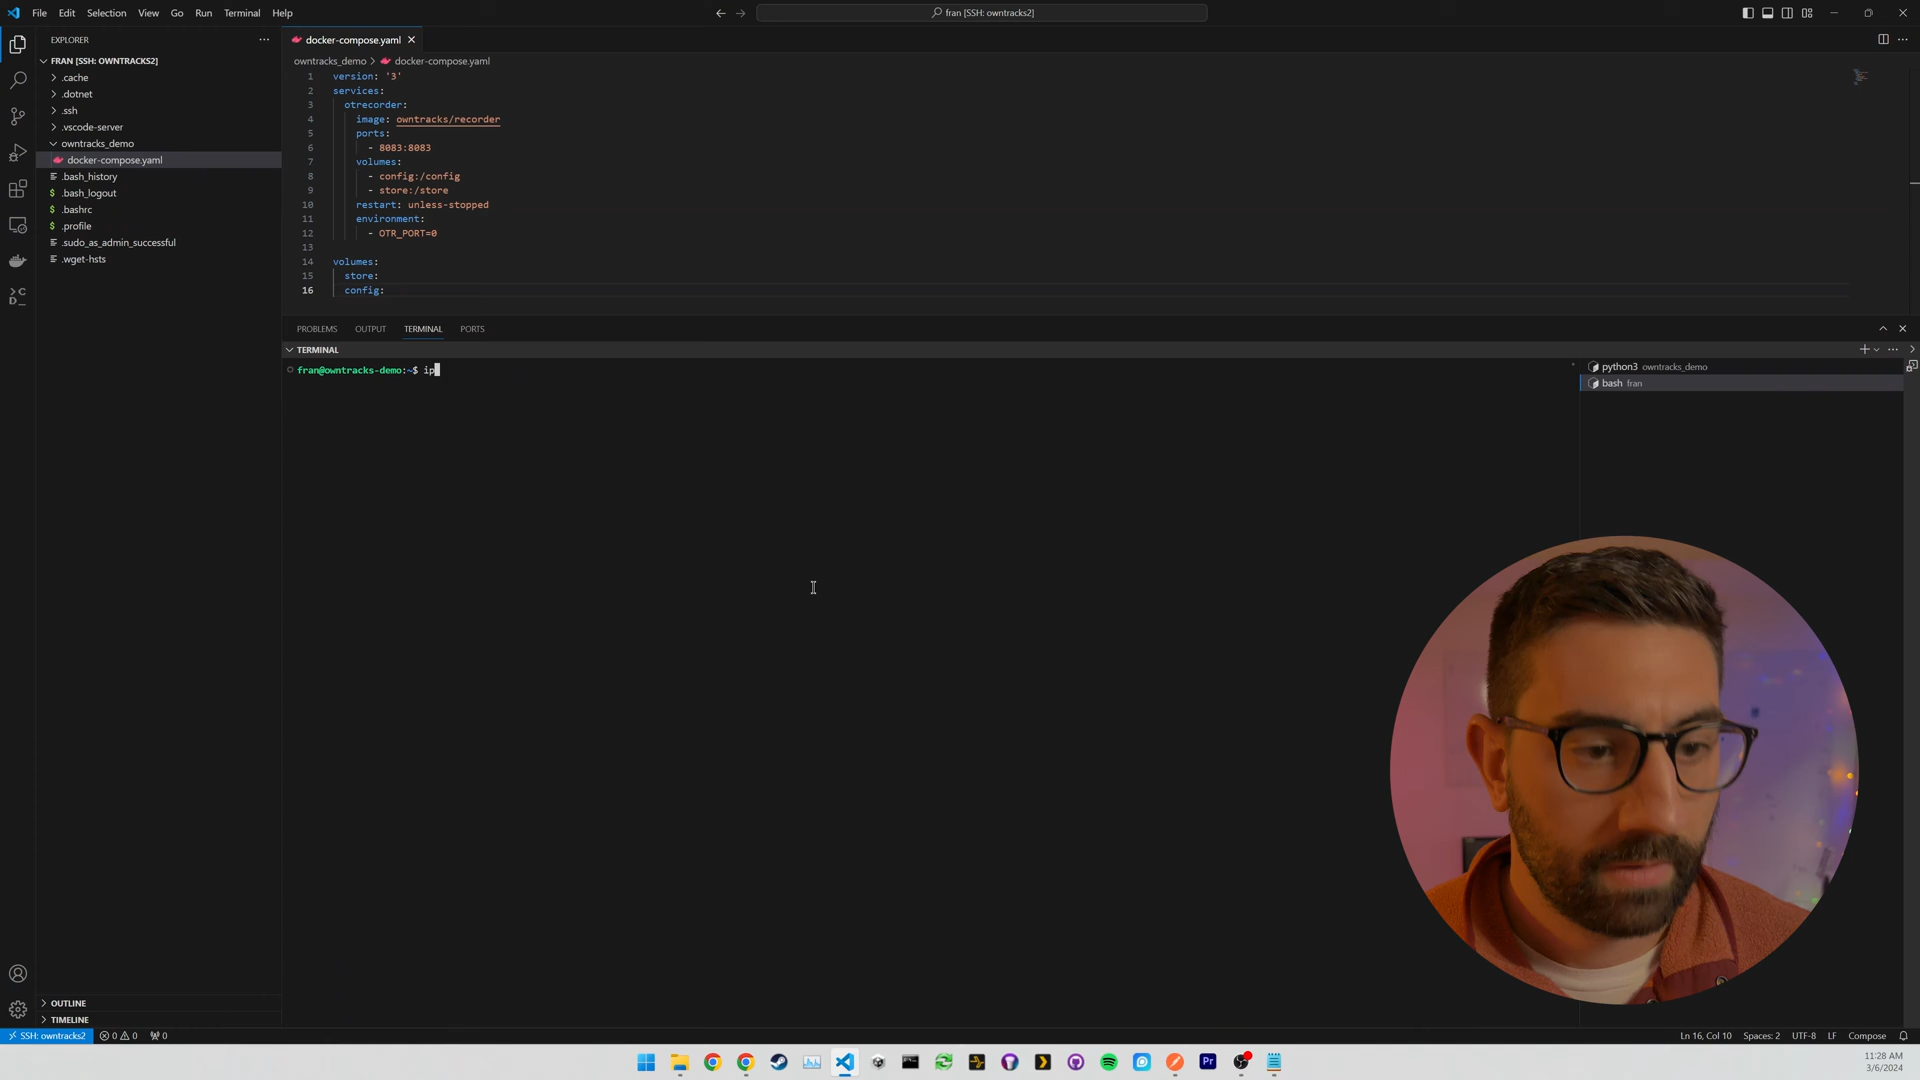 File Edit Selection View Go Run Terminal Help
fran [SSH: owntracks2]
EXPLORER
FRAN [SSH: OWNTRACKS2]
.cache
.dotnet
.ssh
.vscode-server
owntracks_demo
docker-compose.yaml
.bash_history
.bash_logout
.bashrc
.profile
.sudo_as_admin_successful
.wget-hsts
OUTLINE
TIMELINE
docker-compose.yaml
owntracks_demo > docker-compose.yaml
1 version: '3'
2 services:
3 otrecorder:
4 image: owntracks/recorder
5 ports:
6 - 8083:8083
7 volumes:
8 - config:/config
9 - store:/store
10 restart: unless-stopped
11 environment:
12 - OTR_PORT=0
13
14 volumes:
15 store:
16 config:
PROBLEMS OUTPUT TERMINAL PORTS
TERMINAL
fran@owntracks-demo:~$ ip
python3 owntracks_demo
bash fran
SSH: owntracks2 0 0 0
Ln 16, Col 10 Spaces: 2 UTF-8 LF Compose
Pr
11:28 AM
3/6/2024